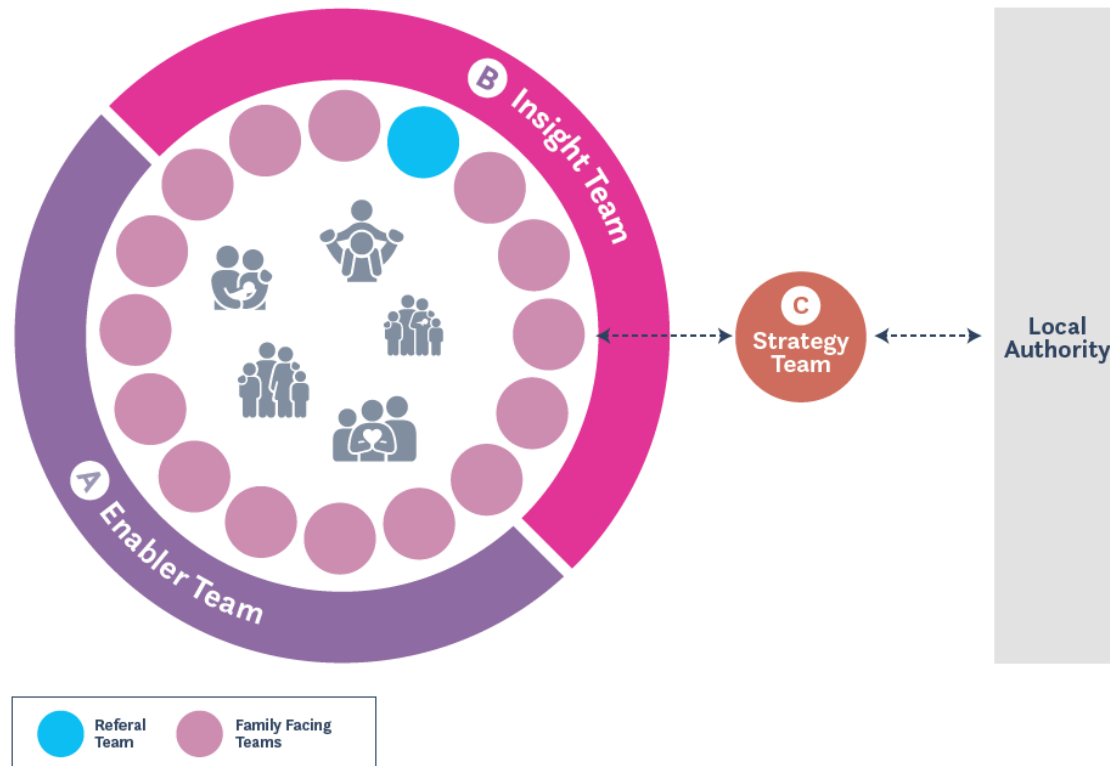 B Insight Team
C
Strategy
Team
Local
Authority
A Enabler Team
Referal
Team
Family Facing
Teams